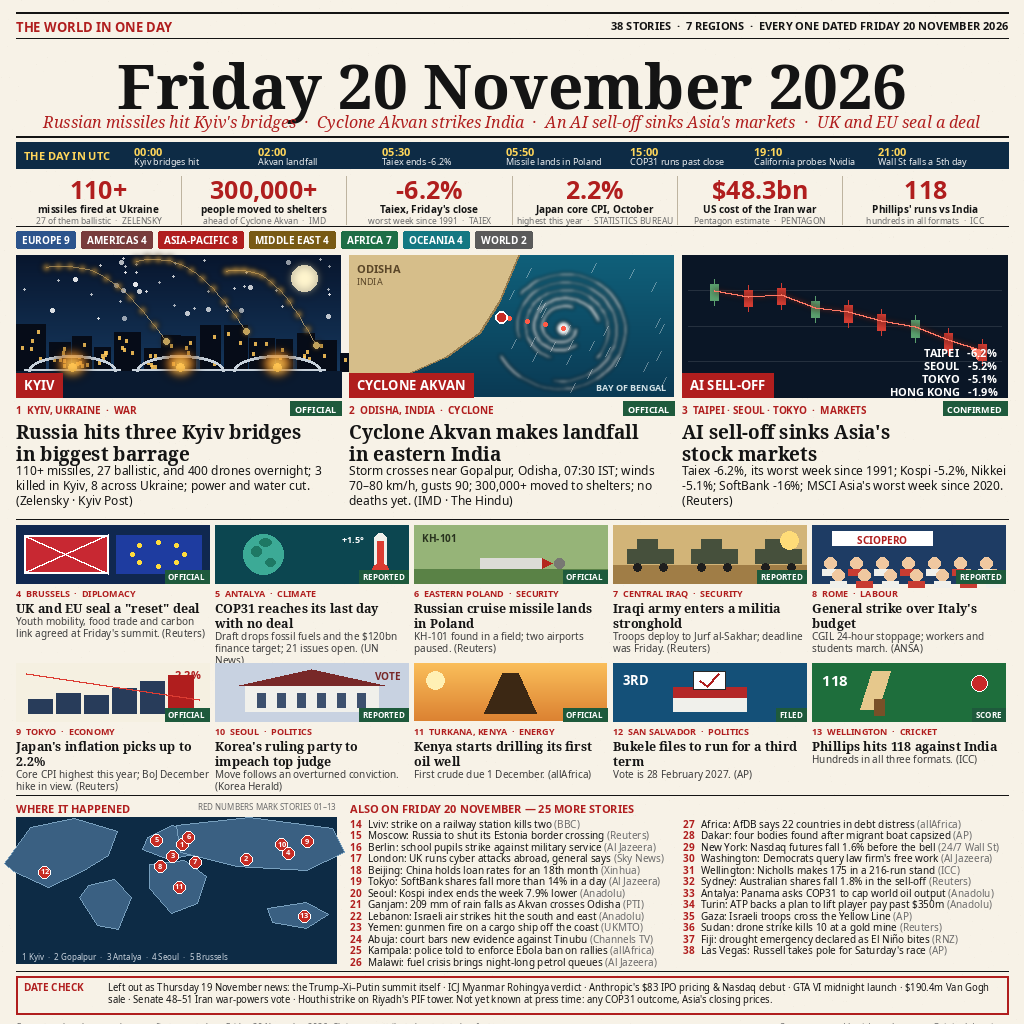 THE WORLD IN ONE DAY
38 STORIES · 7 REGIONS · EVERY ONE DATED FRIDAY 20 NOVEMBER 2026
Friday 20 November 2026
Russian missiles hit Kyiv's bridges · Cyclone Akvan strikes India · An AI sell-off sinks Asia's markets · UK and EU seal a deal
THE DAY IN UTC
00:00
Kyiv bridges hit
02:00
Akvan landfall
05:30
Taiex ends -6.2%
05:50
Missile lands in Poland
15:00
COP31 runs past close
19:10
California probes Nvidia
21:00
Wall St falls a 5th day
110+
missiles fired at Ukraine
27 of them ballistic · ZELENSKY
300,000+
people moved to shelters
ahead of Cyclone Akvan · IMD
-6.2%
Taiex, Friday's close
worst week since 1991 · TAIEX
2.2%
Japan core CPI, October
highest this year · STATISTICS BUREAU
$48.3bn
US cost of the Iran war
Pentagon estimate · PENTAGON
118
Phillips' runs vs India
hundreds in all formats · ICC
EUROPE 9
AMERICAS 4
ASIA-PACIFIC 8
MIDDLE EAST 4
AFRICA 7
OCEANIA 4
WORLD 2
KYIV
ODISHA
INDIA
CYCLONE AKVAN
BAY OF BENGAL
AI SELL-OFF
TAIPEI -6.2%
SEOUL -5.2%
TOKYO -5.1%
HONG KONG -1.9%
1 KYIV, UKRAINE · WAR
OFFICIAL
Russia hits three Kyiv bridges
in biggest barrage
110+ missiles, 27 ballistic, and 400 drones overnight; 3
killed in Kyiv, 8 across Ukraine; power and water cut.
(Zelensky · Kyiv Post)
2 ODISHA, INDIA · CYCLONE
OFFICIAL
Cyclone Akvan makes landfall
in eastern India
Storm crosses near Gopalpur, Odisha, 07:30 IST; winds
70–80 km/h, gusts 90; 300,000+ moved to shelters; no
deaths yet. (IMD · The Hindu)
3 TAIPEI · SEOUL · TOKYO · MARKETS
CONFIRMED
AI sell-off sinks Asia's
stock markets
Taiex -6.2%, its worst week since 1991; Kospi -5.2%, Nikkei
-5.1%; SoftBank -16%; MSCI Asia's worst week since 2020.
(Reuters)
OFFICIAL
4 BRUSSELS · DIPLOMACY
UK and EU seal a "reset" deal
Youth mobility, food trade and carbon
link agreed at Friday's summit. (Reuters)
+1.5°
REPORTED
5 ANTALYA · CLIMATE
COP31 reaches its last day
with no deal
Draft drops fossil fuels and the $120bn
finance target; 21 issues open. (UN
News)
KH-101
OFFICIAL
6 EASTERN POLAND · SECURITY
Russian cruise missile lands
in Poland
KH-101 found in a field; two airports
paused. (Reuters)
REPORTED
7 CENTRAL IRAQ · SECURITY
Iraqi army enters a militia
stronghold
Troops deploy to Jurf al-Sakhar; deadline
was Friday. (Reuters)
SCIOPERO
REPORTED
8 ROME · LABOUR
General strike over Italy's
budget
CGIL 24-hour stoppage; workers and
students march. (ANSA)
2.2%
OFFICIAL
9 TOKYO · ECONOMY
Japan's inflation picks up to
2.2%
Core CPI highest this year; BoJ December
hike in view. (Reuters)
VOTE
REPORTED
10 SEOUL · POLITICS
Korea's ruling party to
impeach top judge
Move follows an overturned conviction.
(Korea Herald)
OFFICIAL
11 TURKANA, KENYA · ENERGY
Kenya starts drilling its first
oil well
First crude due 1 December. (allAfrica)
3RD
FILED
12 SAN SALVADOR · POLITICS
Bukele files to run for a third
term
Vote is 28 February 2027. (AP)
118
SCORE
13 WELLINGTON · CRICKET
Phillips hits 118 against India
Hundreds in all three formats. (ICC)
WHERE IT HAPPENED
RED NUMBERS MARK STORIES 01–13
5
6
1
3
8
7
11
12
2
10
4
9
13
1 Kyiv · 2 Gopalpur · 3 Antalya · 4 Seoul · 5 Brussels
ALSO ON FRIDAY 20 NOVEMBER — 25 MORE STORIES
14 Lviv: strike on a railway station kills two (BBC)
15 Moscow: Russia to shut its Estonia border crossing (Reuters)
16 Berlin: school pupils strike against military service (Al Jazeera)
17 London: UK runs cyber attacks abroad, general says (Sky News)
18 Beijing: China holds loan rates for an 18th month (Xinhua)
19 Tokyo: SoftBank shares fall more than 14% in a day (Al Jazeera)
20 Seoul: Kospi index ends the week 7.9% lower (Anadolu)
21 Ganjam: 209 mm of rain falls as Akvan crosses Odisha (PTI)
22 Lebanon: Israeli air strikes hit the south and east (Anadolu)
23 Yemen: gunmen fire on a cargo ship off the coast (UKMTO)
24 Abuja: court bars new evidence against Tinubu (Channels TV)
25 Kampala: police told to enforce Ebola ban on rallies (allAfrica)
26 Malawi: fuel crisis brings night-long petrol queues (Al Jazeera)
27 Africa: AfDB says 22 countries in debt distress (allAfrica)
28 Dakar: four bodies found after migrant boat capsized (AP)
29 New York: Nasdaq futures fall 1.6% before the bell (24/7 Wall St)
30 Washington: Democrats query law firm's free work (Al Jazeera)
31 Wellington: Nicholls makes 175 in a 216-run stand (ICC)
32 Sydney: Australian shares fall 1.8% in the sell-off (Reuters)
33 Antalya: Panama asks COP31 to cap world oil output (Anadolu)
34 Turin: ATP backs a plan to lift player pay past $350m (Anadolu)
35 Gaza: Israeli troops cross the Yellow Line (AP)
36 Sudan: drone strike kills 10 at a gold mine (Reuters)
37 Fiji: drought emergency declared as El Niño bites (RNZ)
38 Las Vegas: Russell takes pole for Saturday's race (AP)
DATE CHECK
Left out as Thursday 19 November news: the Trump–Xi–Putin summit itself · ICJ Myanmar Rohingya verdict · Anthropic's $83 IPO pricing & Nasdaq debut · GTA VI midnight launch · $190.4m Van Gogh
sale · Senate 48–51 Iran war-powers vote · Houthi strike on Riyadh's PIF tower. Not yet known at press time: any COP31 outcome, Asia's closing prices.